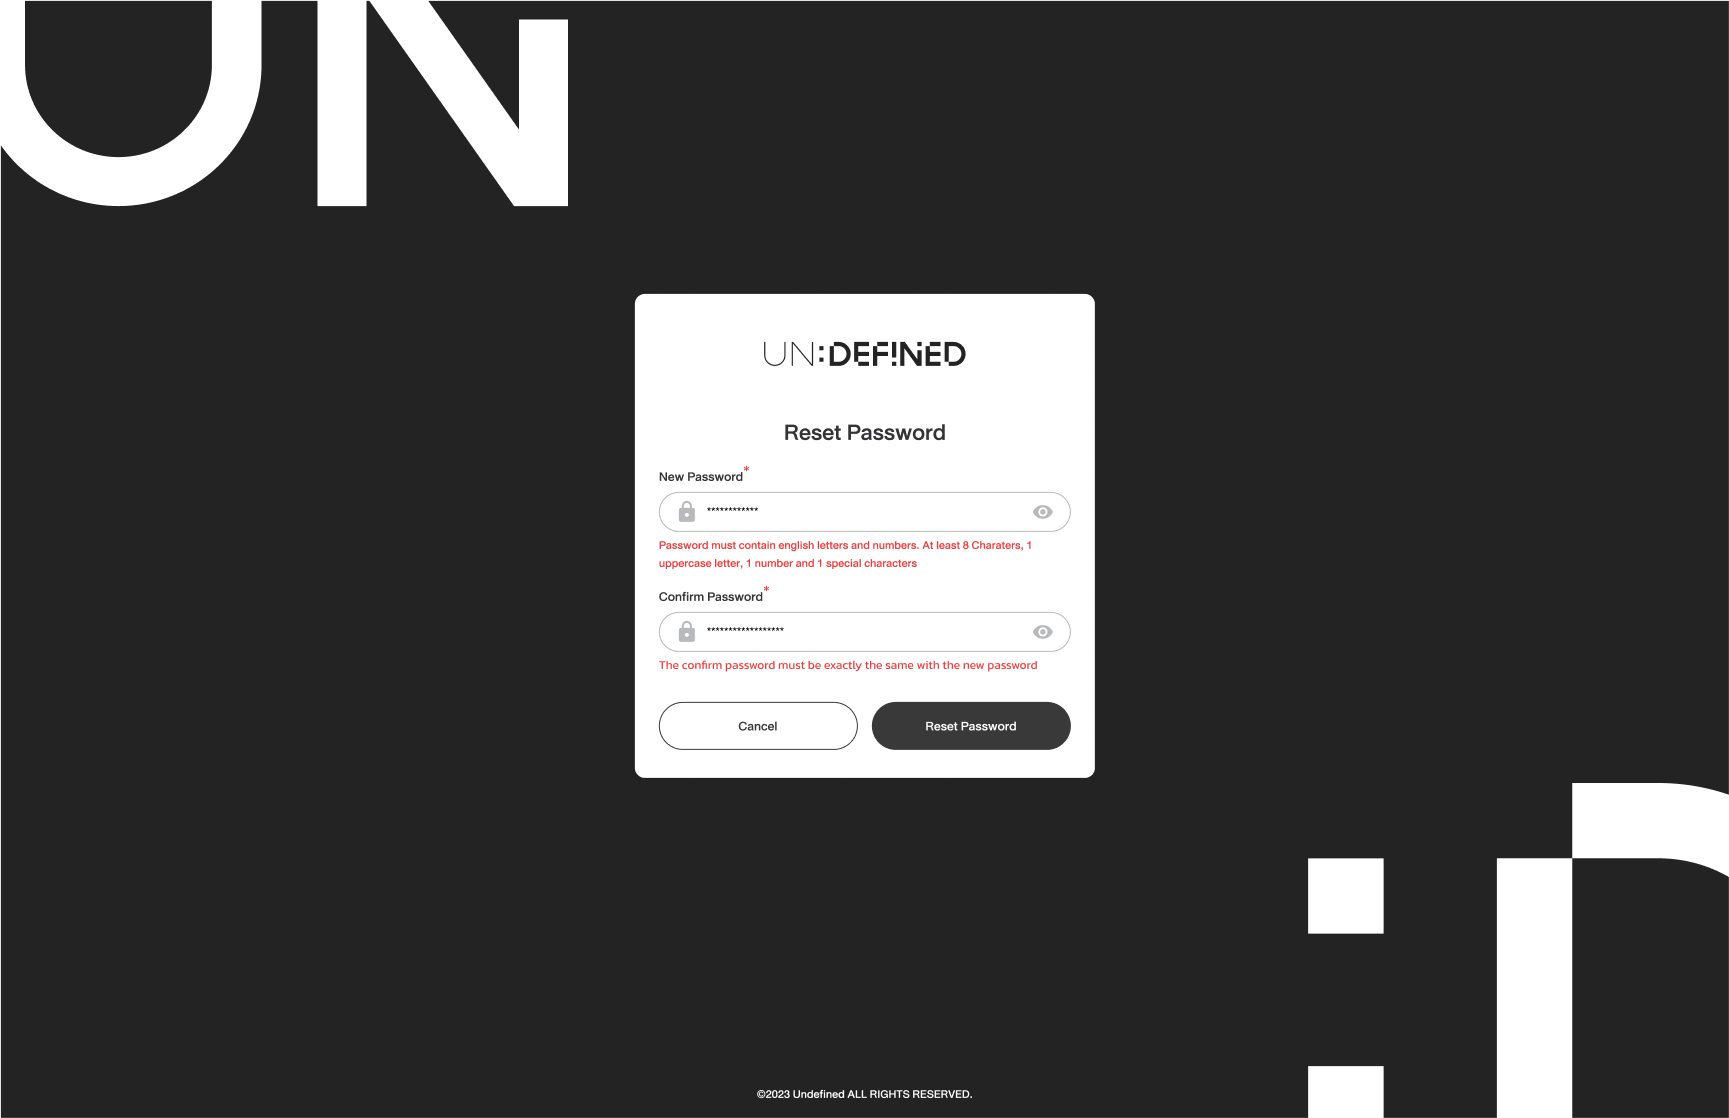 UN
UN:DEFINED
Reset Password
New Password*
************
Password must contain english letters and numbers. At least 8 Charaters, 1
uppercase letter, 1 number and 1 special characters
Confirm Password*
******************
The confirm password must be exactly the same with the new password
Cancel Reset Password
:D
©2023 Undefined ALL RIGHTS RESERVED.